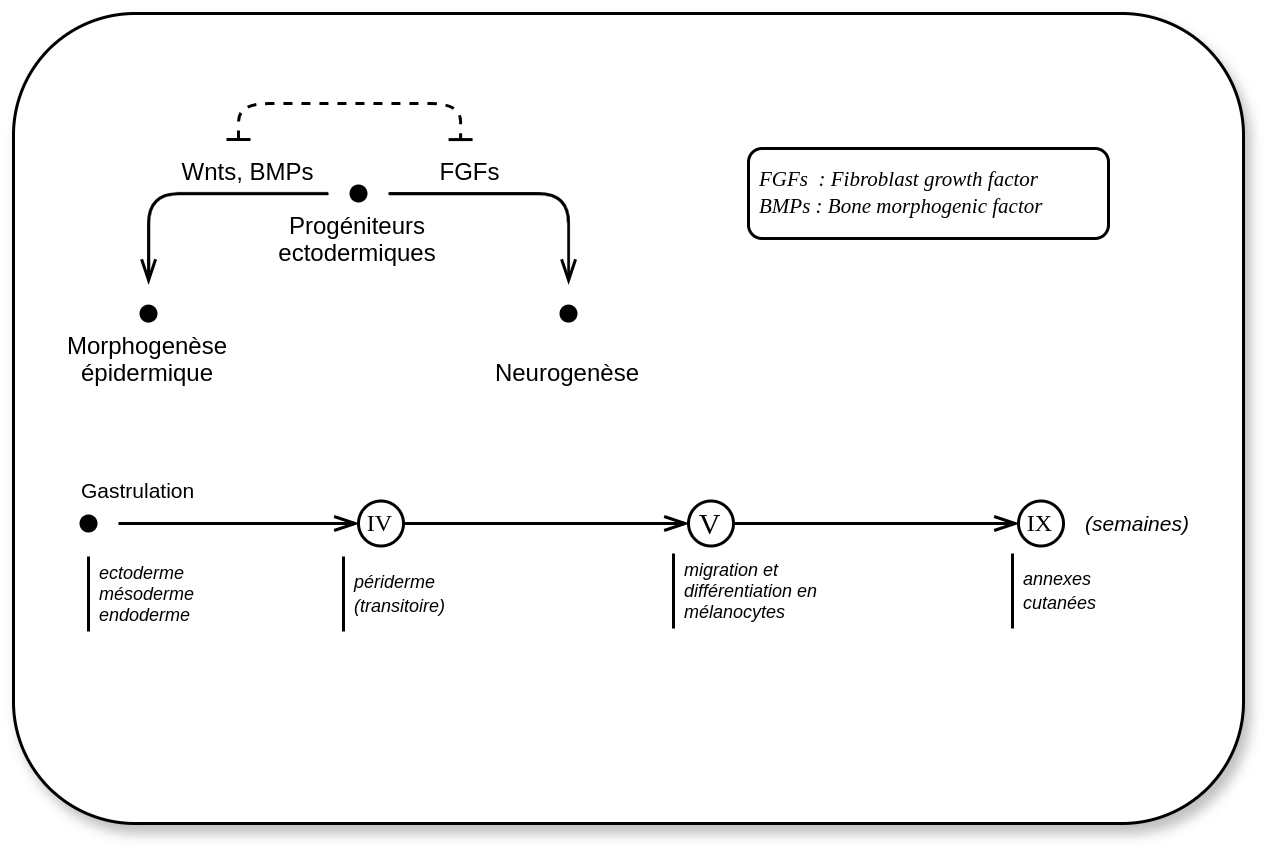 Wnts, BMPs
FGFs
Progéniteurs
ectodermiques
FGFs : Fibroblast growth factor
BMPs : Bone morphogenic factor
Morphogenèse
épidermique
Neurogenèse
Gastrulation
IV
V
IX
(semaines)
ectoderme
mésoderme
endoderme
périderme
(transitoire)
migration et
différentiation en
mélanocytes
annexes
cutanées